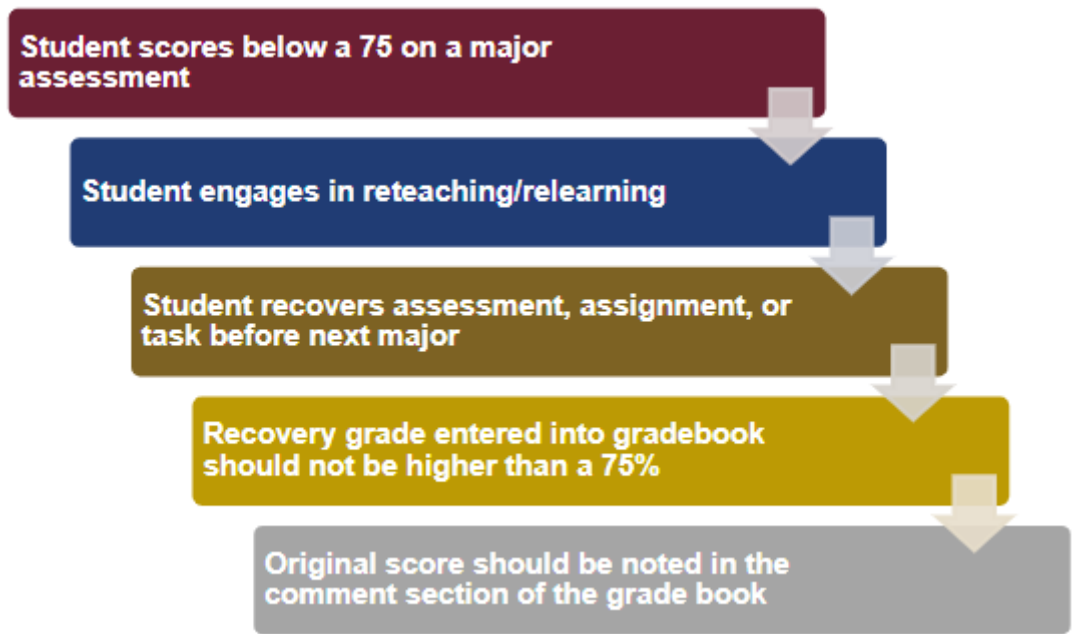 Student scores below a 75 on a major
assessment
Student engages in reteaching/relearning
Student recovers assessment, assignment, or
task before next major
Recovery grade entered into gradebook
should not be higher than a 75%
Original score should be noted in the
comment section of the grade book